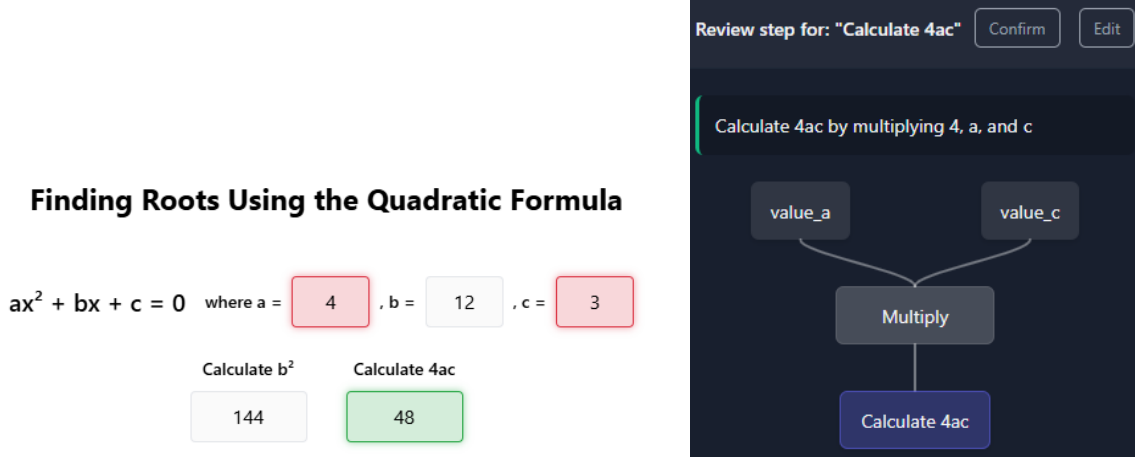 Finding Roots Using the Quadratic Formula
ax² + bx + c = 0 where a = 4 , b = 12 , c = 3
Calculate b² Calculate 4ac
144 48
Review step for: "Calculate 4ac" Confirm Edit
Calculate 4ac by multiplying 4, a, and c
value_a value_c
Multiply
Calculate 4ac